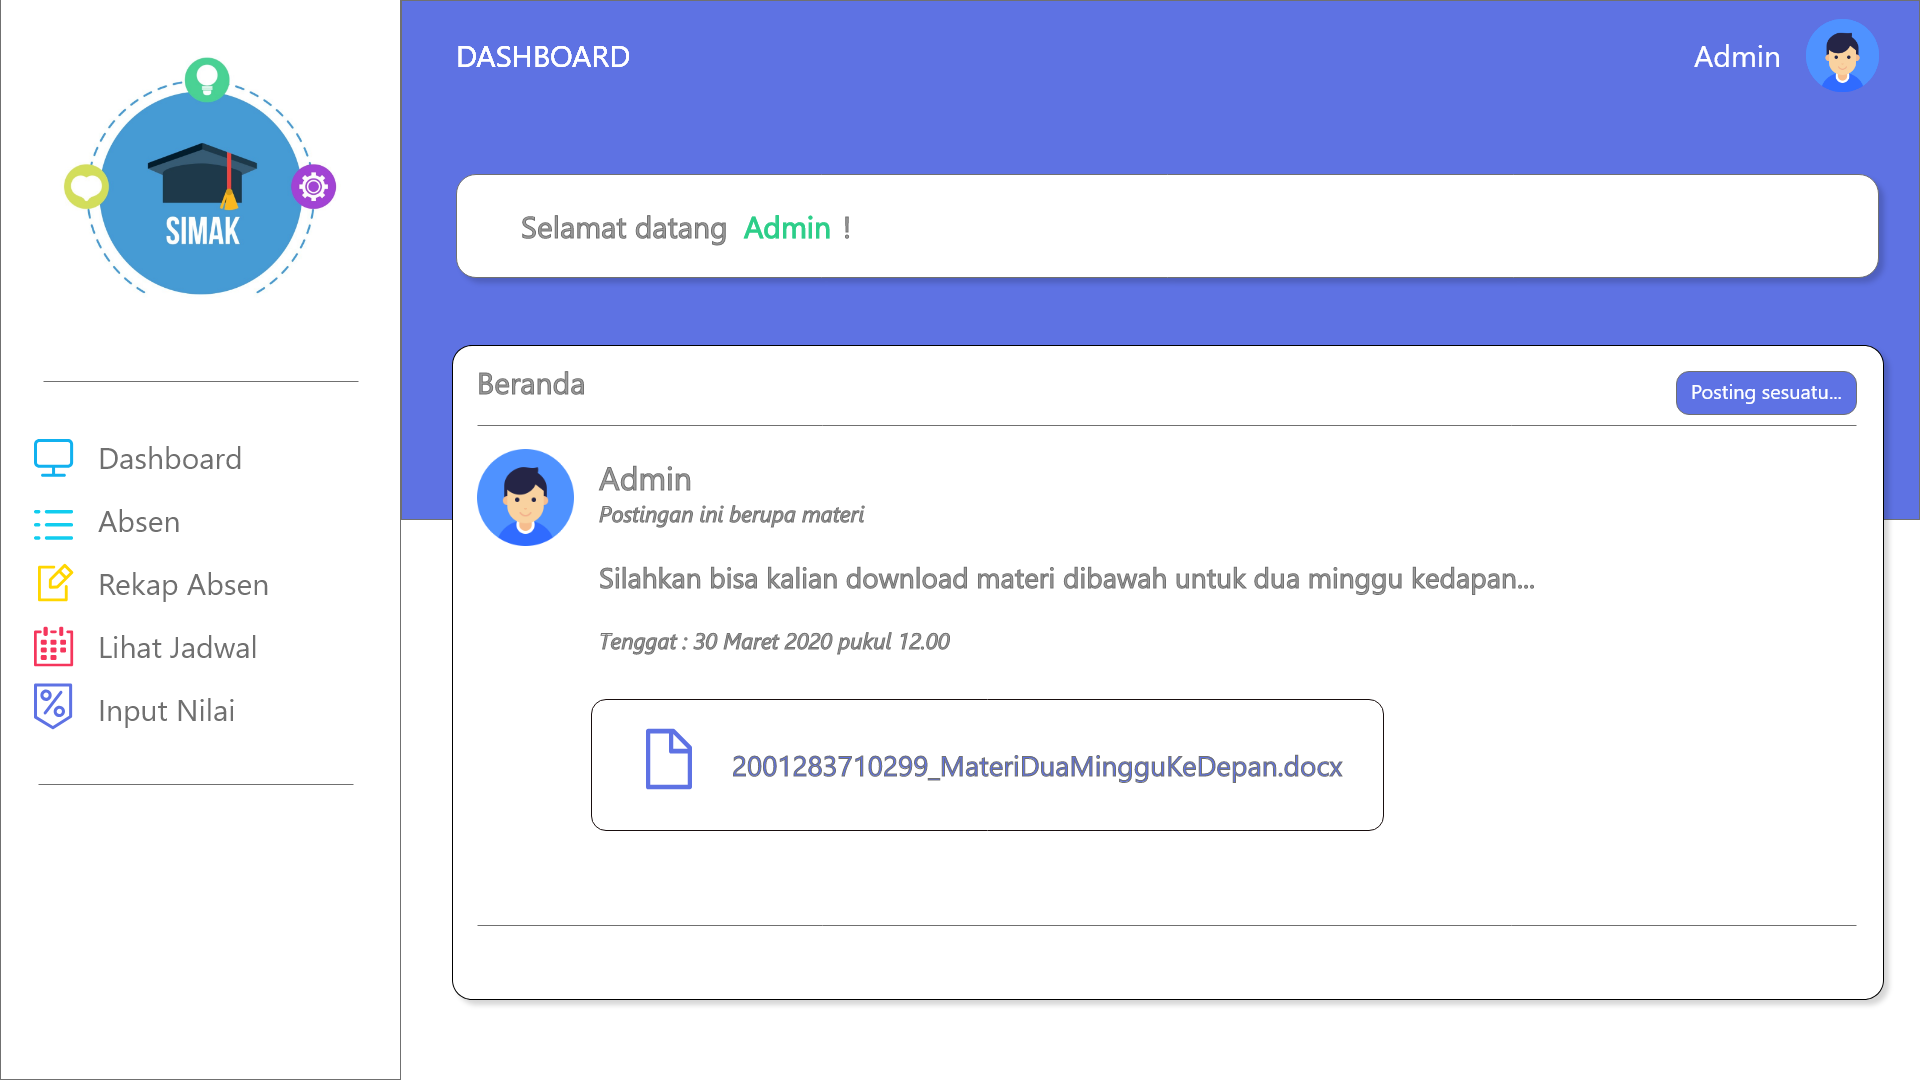 SIMAK
Dashboard
Absen
Rekap Absen
Lihat Jadwal
Input Nilai
DASHBOARD
Admin
Selamat datang Admin !
Beranda
Posting sesuatu...
Admin
Postingan ini berupa materi
Silahkan bisa kalian download materi dibawah untuk dua minggu kedapan...
Tenggat : 30 Maret 2020 pukul 12.00
2001283710299_MateriDuaMingguKeDepan.docx